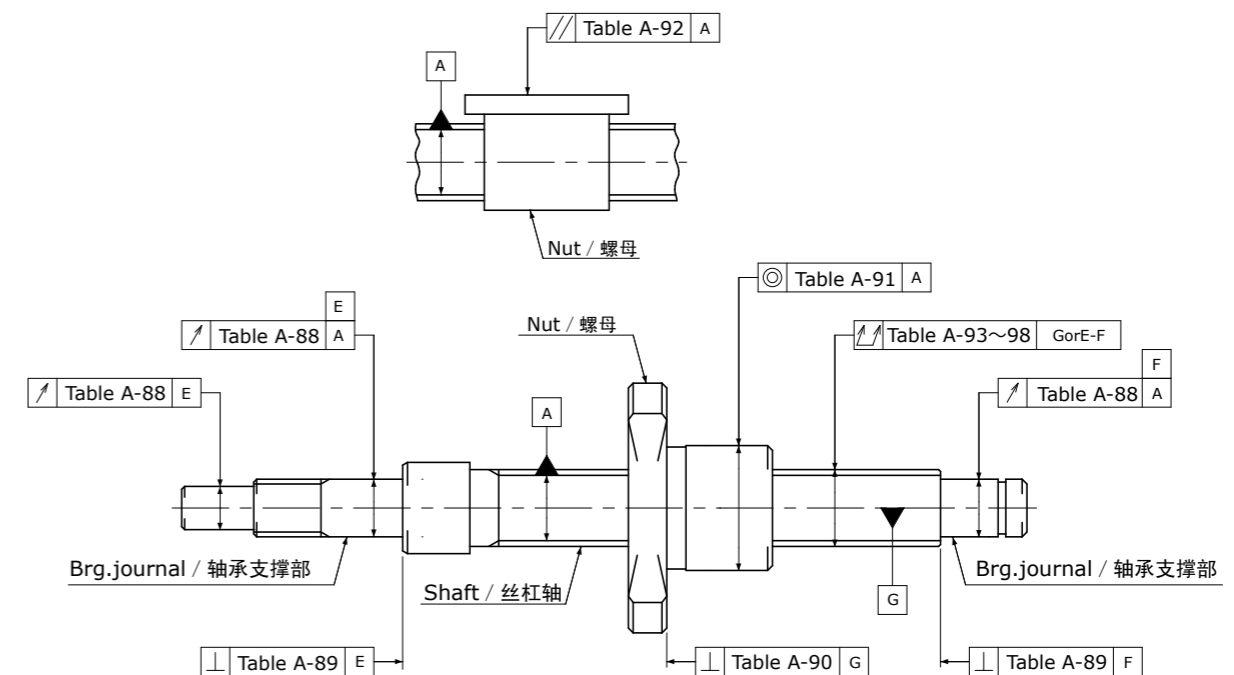 // Table A-92 A
A
Nut / 螺母
◎ Table A-91 A
E
↗ Table A-88 A
Nut / 螺母
Table A-93～98 GorE-F
F
↗ Table A-88 A
↗ Table A-88 E
A
Brg.journal / 轴承支撑部
Shaft / 丝杠轴
Brg.journal / 轴承支撑部
G
⊥ Table A-89 E
⊥ Table A-90 G
⊥ Table A-89 F